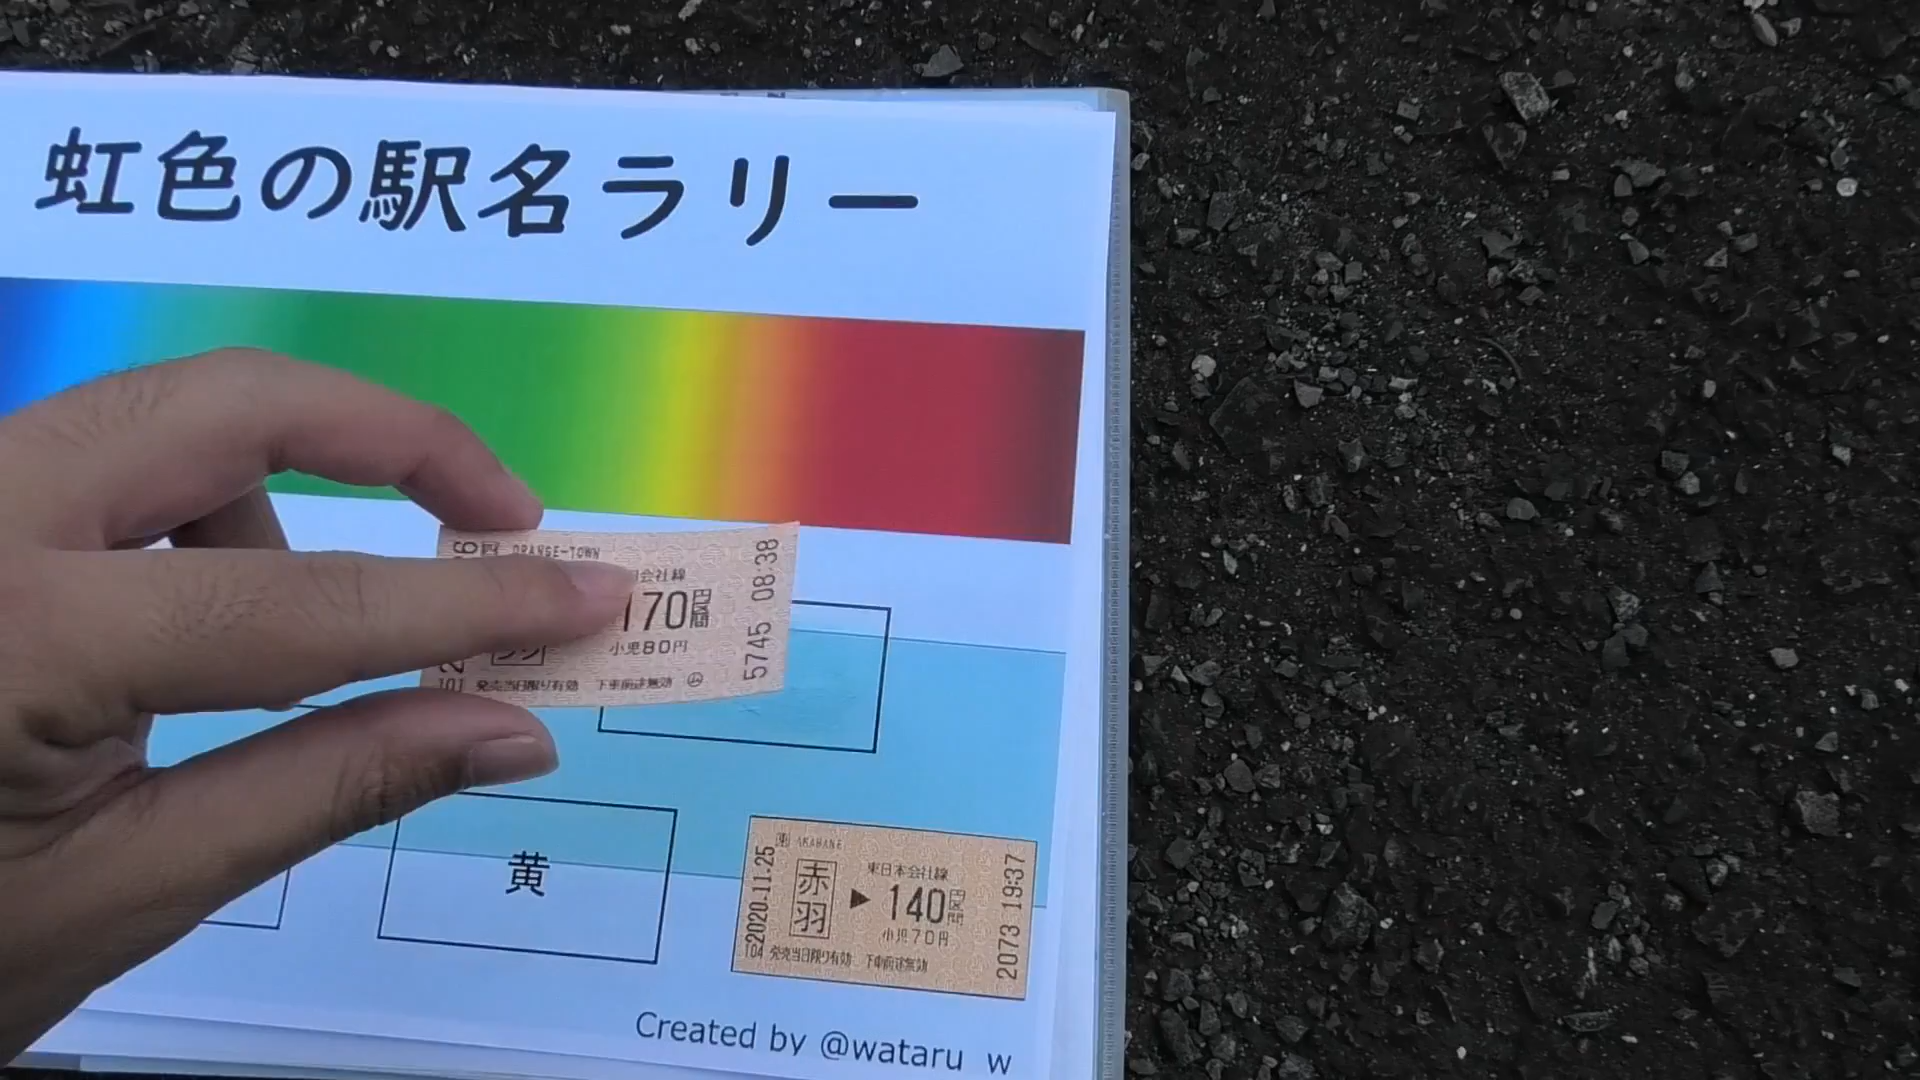 虹色の駅名ラリー
ORANGE-TOWN
会社線
170円区間
小児80円
発売当日限り有効 下車前途無効
101
5745 08:38
黄
東 AKABANE
2020.11.25
赤羽 ▶ 東日本会社線
140円区間
小児70円
104 発売当日限り有効 下車前途無効
2073 19:37
Created by @wataru w